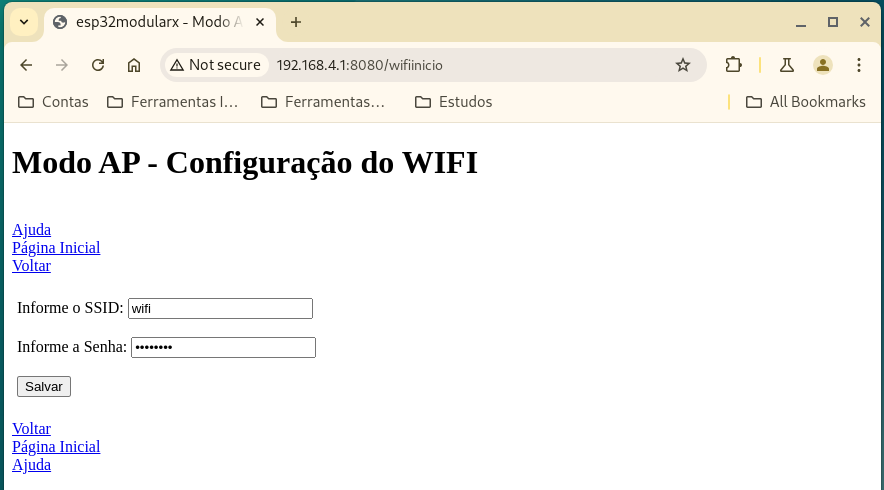 esp32modularx - Modo A
Not secure
192.168.4.1:8080/wifiinicio
Contas
Ferramentas I…
Ferramentas…
Estudos
All Bookmarks
Modo AP - Configuração do WIFI
Ajuda
Página Inicial
Voltar
Informe o SSID: wifi
Informe a Senha: ••••••••
Salvar
Voltar
Página Inicial
Ajuda